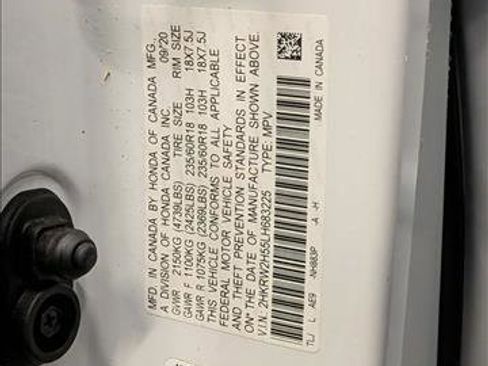 MFD. IN CANADA BY HONDA OF CANADA MFG.,
A DIVISION OF HONDA CANADA INC. 09/20
GVWR 2150KG (4739LBS) TIRE SIZE RIM SIZE
GAWR F 1100KG (2425LBS) 235/60R18 103H 18X7.5J
GAWR R 1075KG (2369LBS) 235/60R18 103H 18X7.5J
THIS VEHICLE CONFORMS TO ALL APPLICABLE
FEDERAL MOTOR VEHICLE SAFETY
AND THEFT PREVENTION STANDARDS IN EFFECT
ON THE DATE OF MANUFACTURE SHOWN ABOVE.
V.I.N.: 2HKRW2H55LH683225 TYPE: MPV
TLJ L AE9 -NH883P -A -H MADE IN CANADA